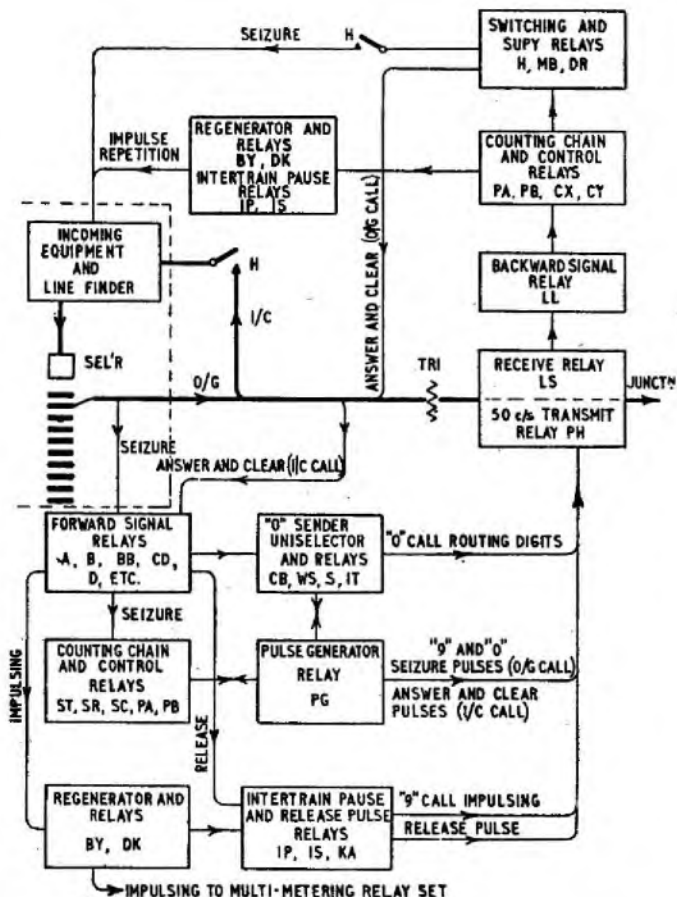 SEIZURE
H
SWITCHING AND
SUPY RELAYS
H, MB, DR
IMPULSE
REPETITION
REGENERATOR AND
RELAYS
BY, DK
INTERTRAIN PAUSE
RELAYS
IP, IS
COUNTING CHAIN
AND CONTROL
RELAYS
PA, PB, CX, CY
INCOMING
EQUIPMENT
AND
LINE FINDER
H
I/C
ANSWER AND CLEAR (O/G CALL)
BACKWARD SIGNAL
RELAY
LL
SEL'R
O/G
TRI
RECEIVE RELAY
LS
50 c/s TRANSMIT
RELAY PH
JUNCTN
SEIZURE
ANSWER AND CLEAR (I/C CALL)
FORWARD SIGNAL
RELAYS
A, B, BB, CD,
D, ETC.
"O" SENDER
UNISELECTOR
AND RELAYS
CB, WS, S, IT
"O" CALL ROUTING DIGITS
SEIZURE
IMPULSING
COUNTING CHAIN
AND CONTROL
RELAYS
ST, SR, SC, PA, PB
RELEASE
PULSE GENERATOR
RELAY
PG
"9" AND "O"
SEIZURE PULSES (O/G CALL)
ANSWER AND CLEAR
PULSES (I/C CALL)
REGENERATOR AND
RELAYS
BY, DK
INTERTRAIN PAUSE
AND RELEASE PULSE
RELAYS
IP, IS, KA
"9" CALL IMPULSING
RELEASE PULSE
IMPULSING TO MULTI-METERING RELAY SET